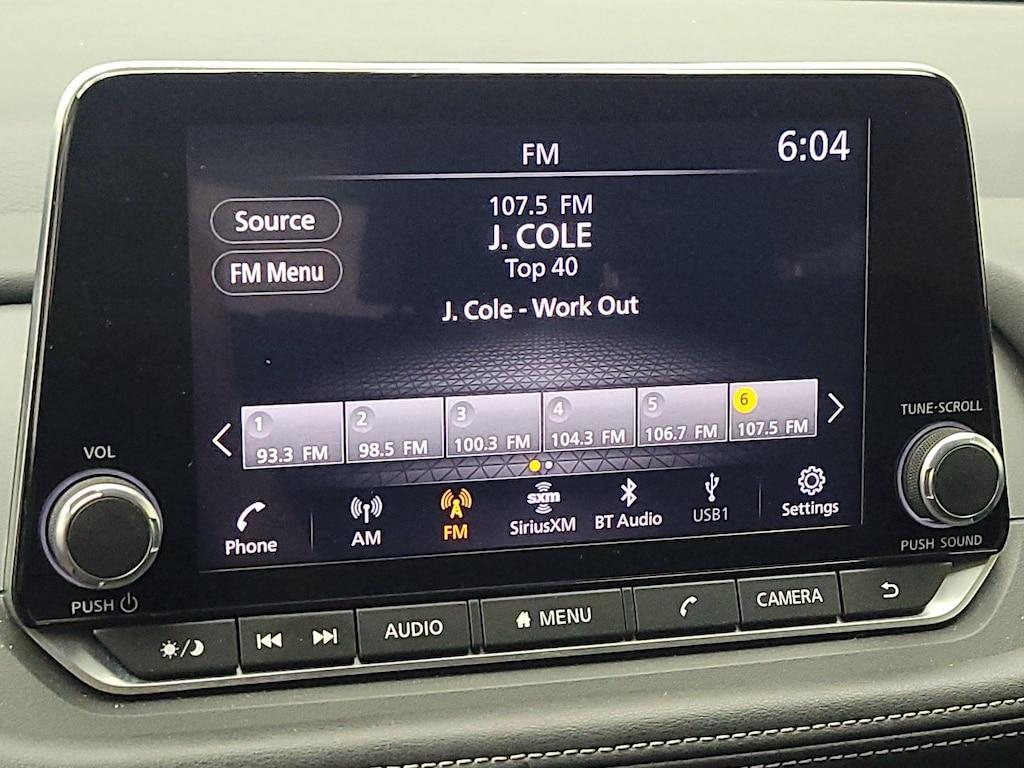 FM
6:04
Source
FM Menu
107.5 FM
J. COLE
Top 40
J. Cole - Work Out
1
93.3 FM
2
98.5 FM
3
100.3 FM
4
104.3 FM
5
106.7 FM
6
107.5 FM
Phone
AM
FM
sxm
SiriusXM
BT Audio
USB1
Settings
VOL
PUSH
TUNE·SCROLL
PUSH SOUND
AUDIO
MENU
CAMERA